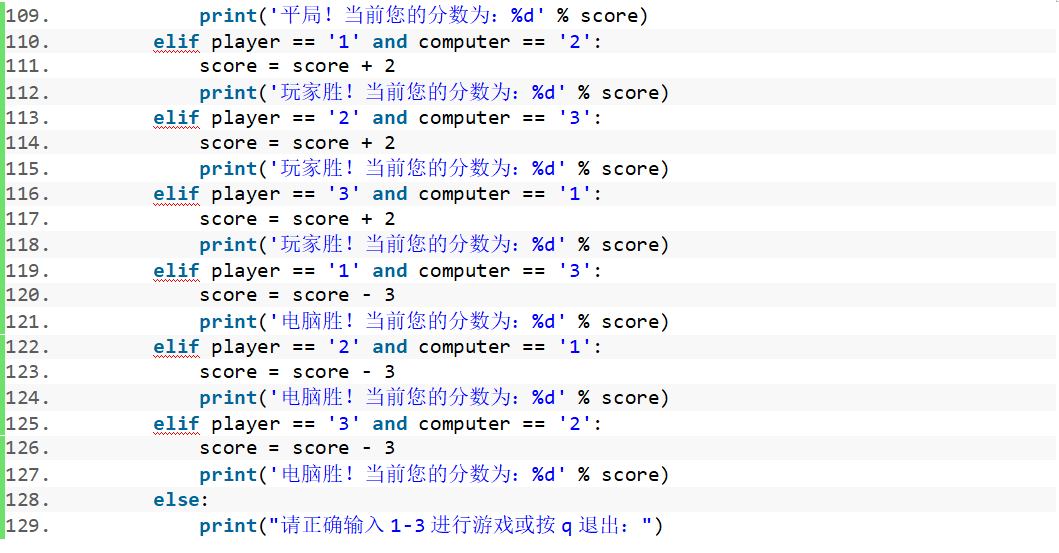 109.             print('平局！当前您的分数为：%d' % score)
110.         elif player == '1' and computer == '2':
111.             score = score + 2
112.             print('玩家胜！当前您的分数为：%d' % score)
113.         elif player == '2' and computer == '3':
114.             score = score + 2
115.             print('玩家胜！当前您的分数为：%d' % score)
116.         elif player == '3' and computer == '1':
117.             score = score + 2
118.             print('玩家胜！当前您的分数为：%d' % score)
119.         elif player == '1' and computer == '3':
120.             score = score - 3
121.             print('电脑胜！当前您的分数为：%d' % score)
122.         elif player == '2' and computer == '1':
123.             score = score - 3
124.             print('电脑胜！当前您的分数为：%d' % score)
125.         elif player == '3' and computer == '2':
126.             score = score - 3
127.             print('电脑胜！当前您的分数为：%d' % score)
128.         else:
129.             print("请正确输入 1-3 进行游戏或按 q 退出：")